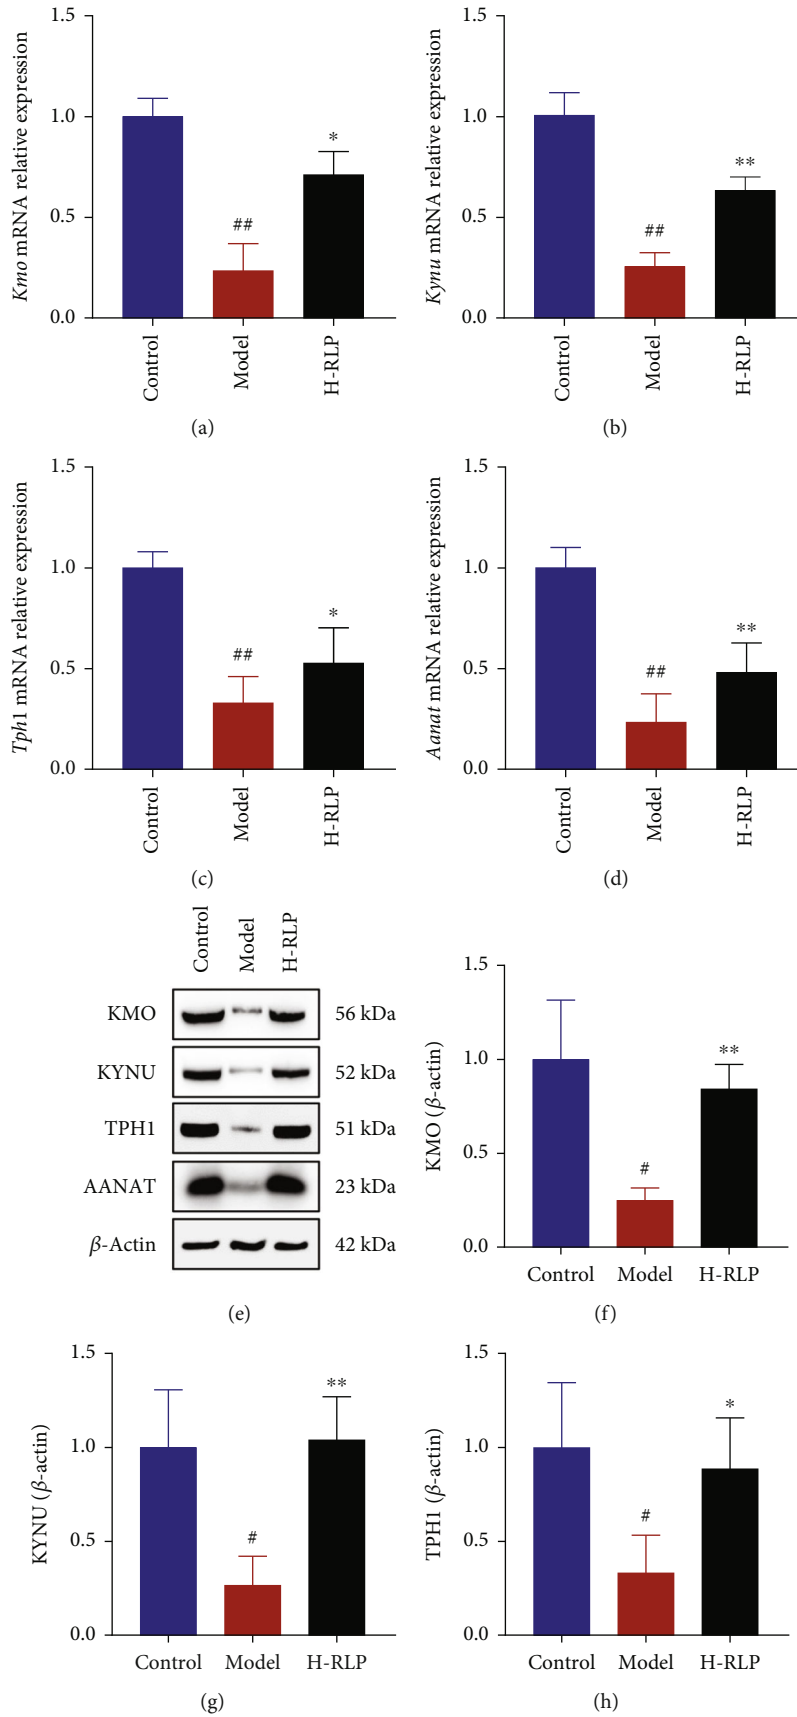 Kmo mRNA relative expression
1.5
1.0
0.5
0.0
##
*
Control
Model
H-RLP
(a)
Kynu mRNA relative expression
1.5
1.0
0.5
0.0
##
**
Control
Model
H-RLP
(b)
Tph1 mRNA relative expression
1.5
1.0
0.5
0.0
##
*
Control
Model
H-RLP
(c)
Aanat mRNA relative expression
1.5
1.0
0.5
0.0
##
**
Control
Model
H-RLP
(d)
Control
Model
H-RLP
KMO 56 kDa
KYNU 52 kDa
TPH1 51 kDa
AANAT 23 kDa
β-Actin 42 kDa
(e)
KMO (β-actin)
1.5
1.0
0.5
0.0
#
**
Control Model H-RLP
(f)
KYNU (β-actin)
1.5
1.0
0.5
0.0
#
**
Control Model H-RLP
(g)
TPH1 (β-actin)
1.5
1.0
0.5
0.0
#
*
Control Model H-RLP
(h)